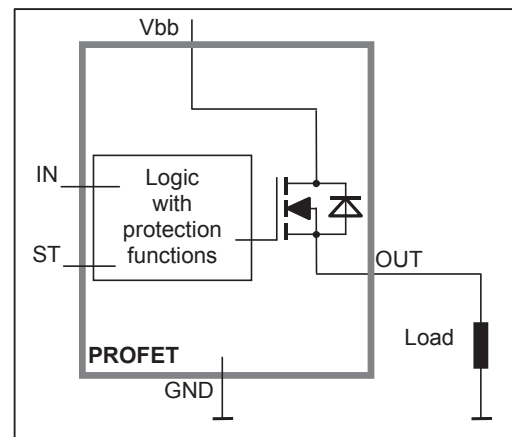 Vbb
IN
Logic
with
protection
functions
ST
OUT
Load
PROFET
GND